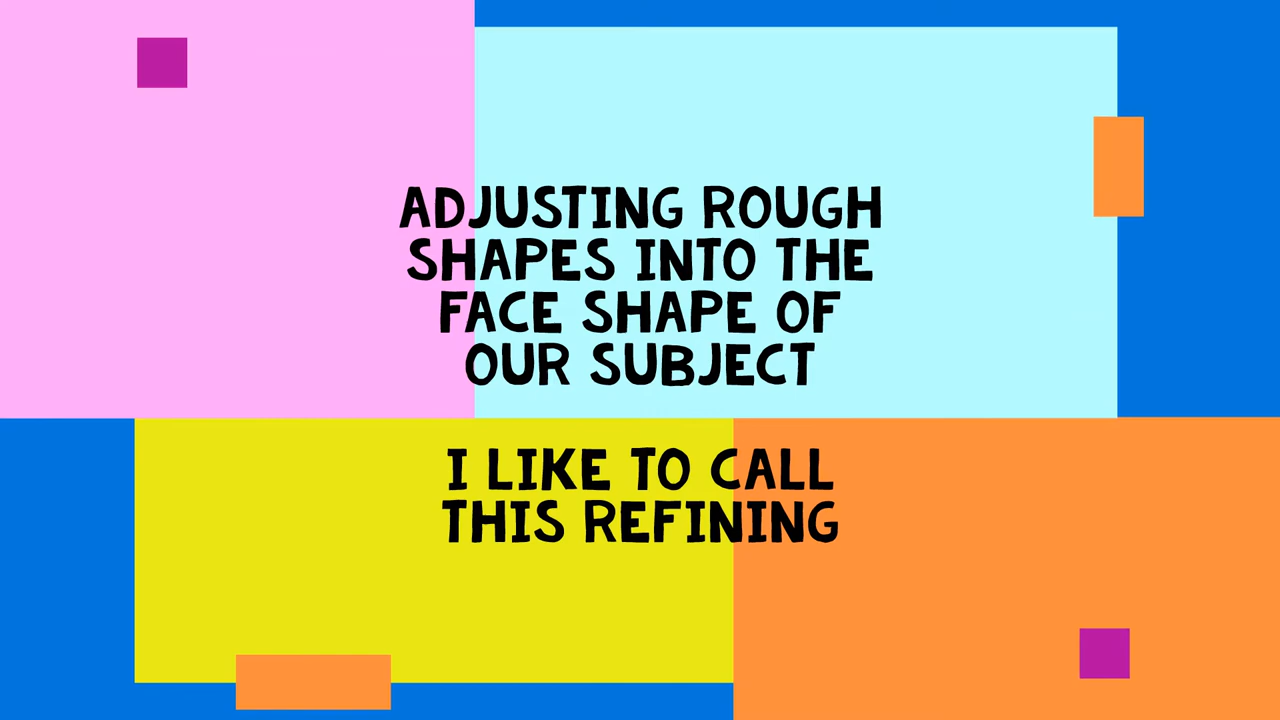 ADJUSTING ROUGH
SHAPES INTO THE
FACE SHAPE OF
OUR SUBJECT
I LIKE TO CALL
THIS REFINING